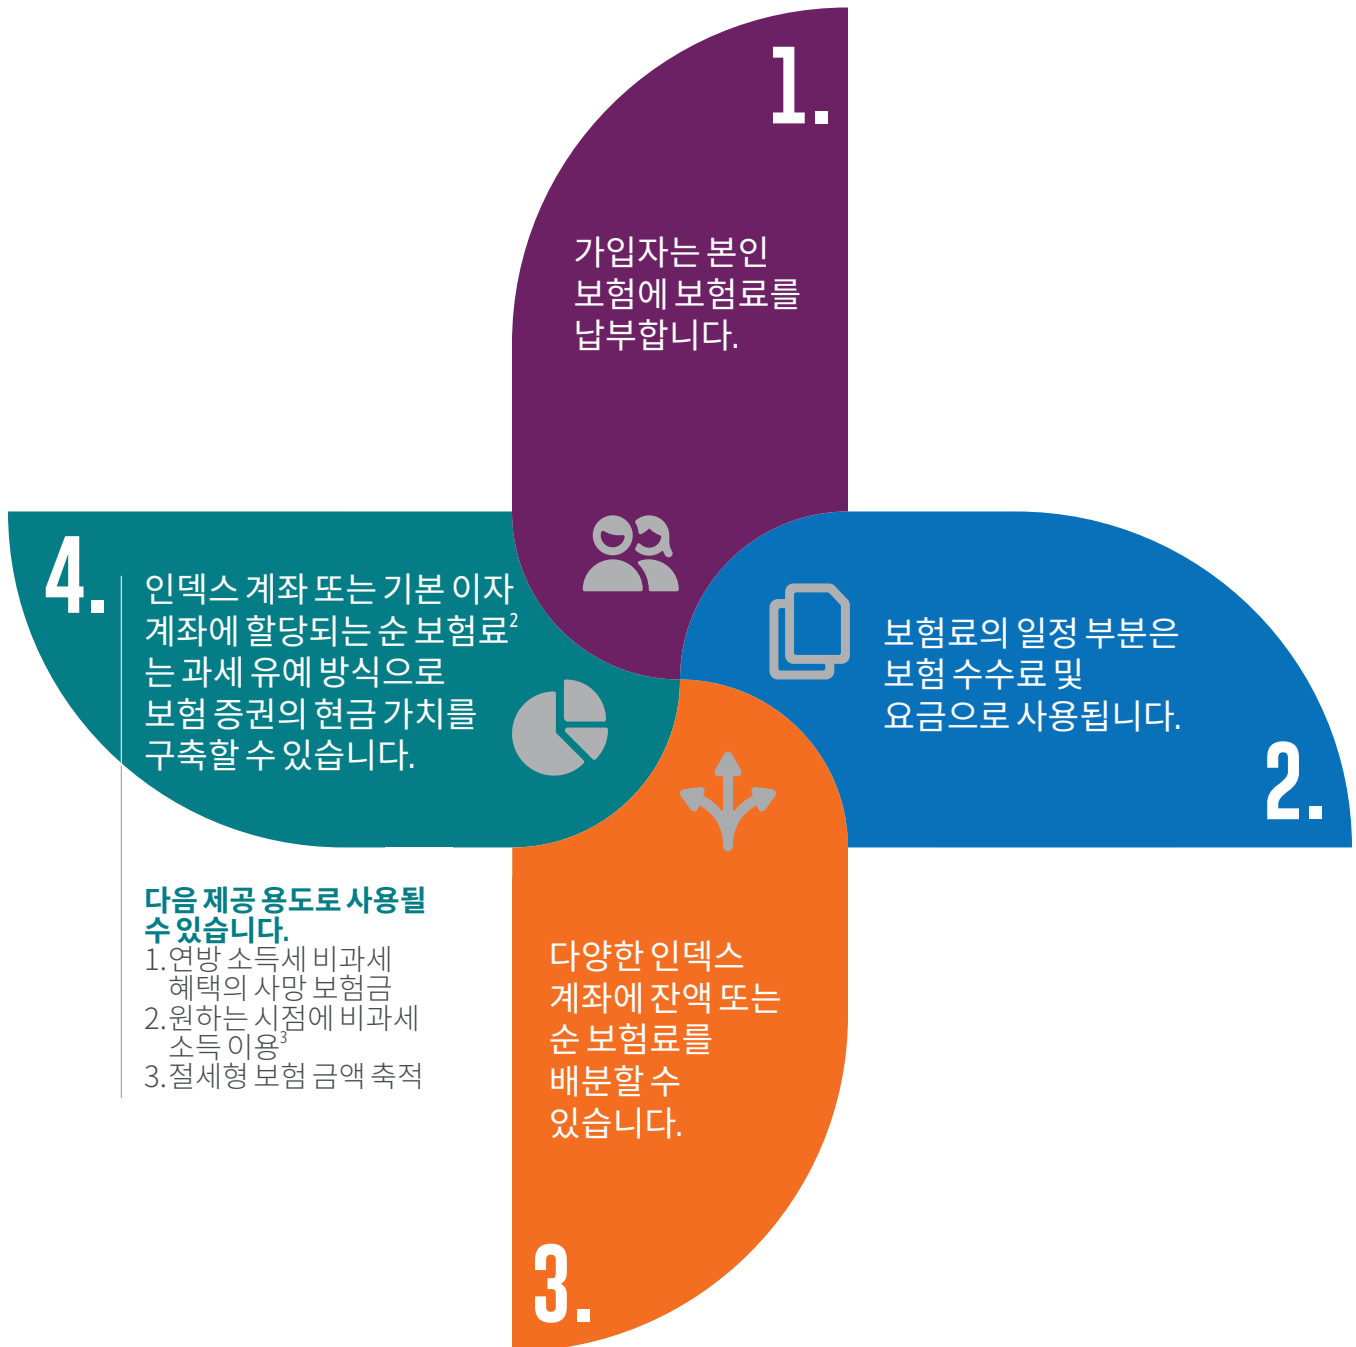 1.
가입자는 본인
보험에 보험료를
납부합니다.
2.
보험료의 일정 부분은
보험 수수료 및
요금으로 사용됩니다.
3.
다양한 인덱스
계좌에 잔액 또는
순 보험료를
배분할 수
있습니다.
4.
인덱스 계좌 또는 기본 이자
계좌에 할당되는 순 보험료²
는 과세 유예 방식으로
보험 증권의 현금 가치를
구축할 수 있습니다.
다음 제공 용도로 사용될
수 있습니다.
1.연방 소득세 비과세
혜택의 사망 보험금
2.원하는 시점에 비과세
소득 이용³
3.절세형 보험 금액 축적